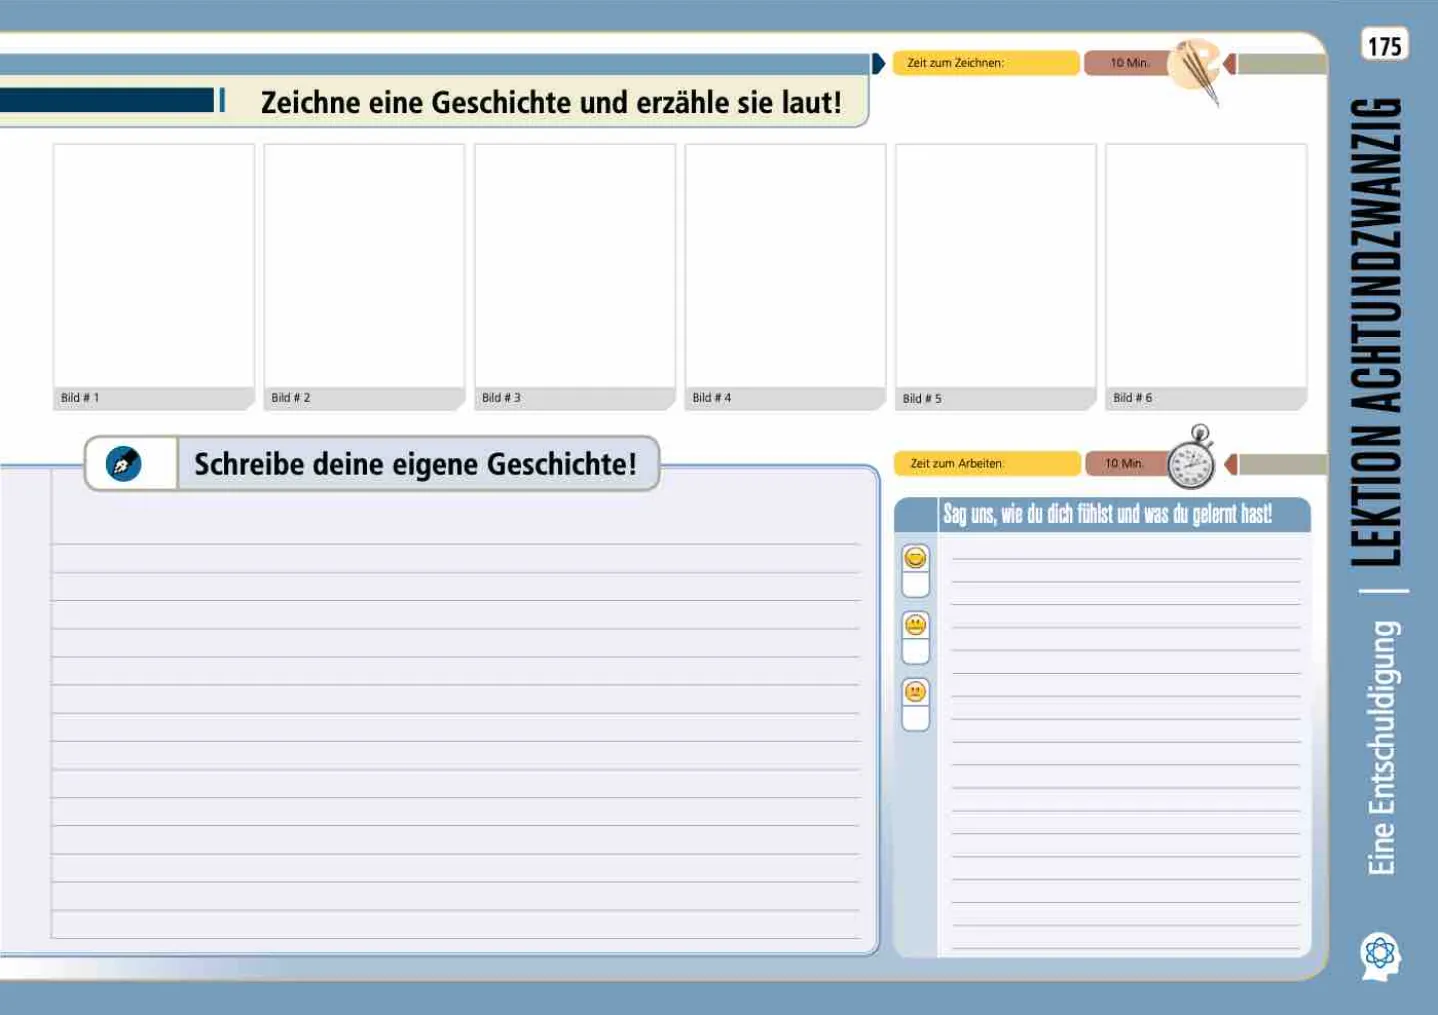 Zeit zum Zeichnen:
10 Min.
175
Zeichne eine Geschichte und erzähle sie laut!
Bild # 1
Bild # 2
Bild # 3
Bild # 4
Bild # 5
Bild # 6
Schreibe deine eigene Geschichte!
Zeit zum Arbeiten:
10 Min.
Sag uns, wie du dich fühlst und was du gelernt hast!
LEKTION ACHTUNDZWANZIG
Eine Entschuldigung